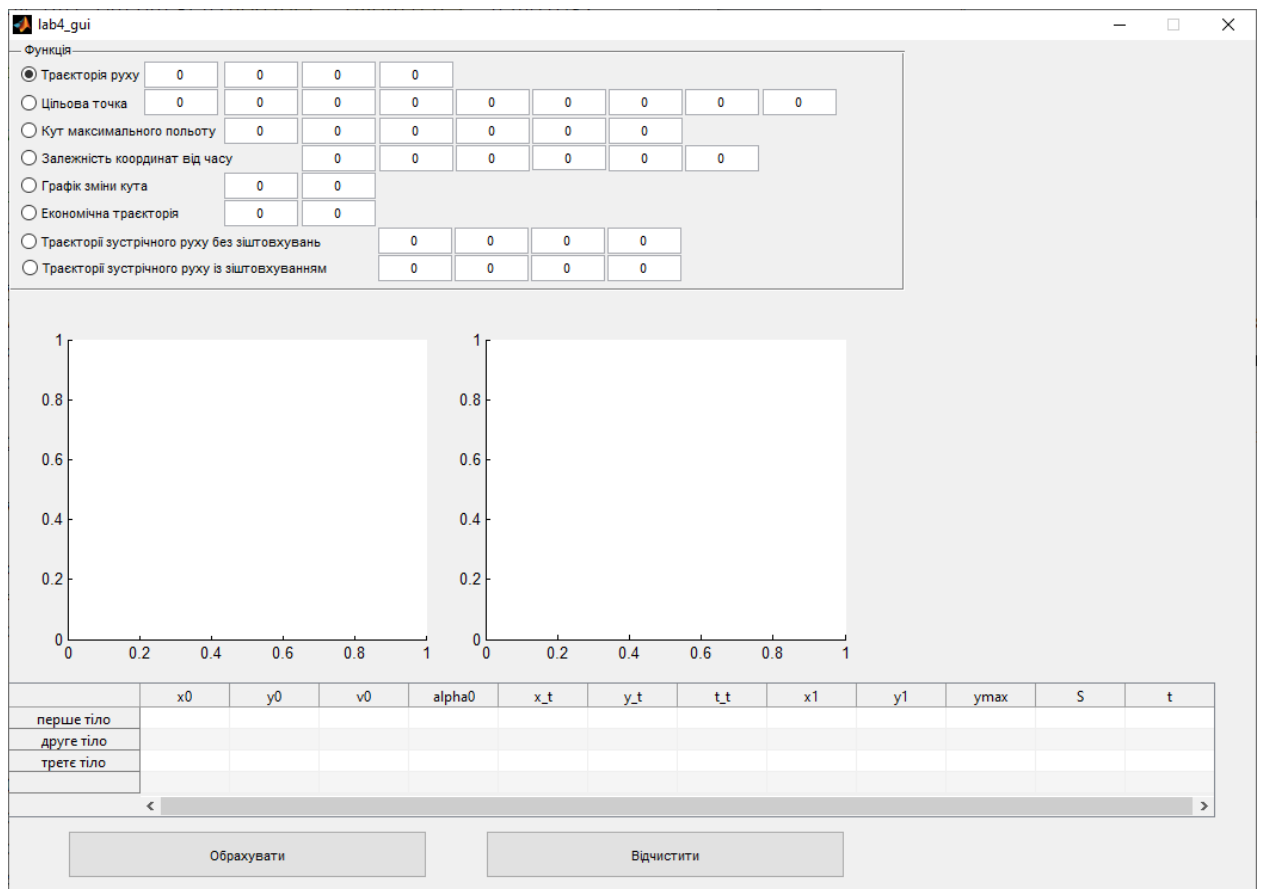 lab4_gui
Функція
Траєкторія руху 0 0 0 0
Цільова точка 0 0 0 0 0 0 0 0 0
Кут максимального польоту 0 0 0 0 0 0
Залежність координат від часу 0 0 0 0 0 0
Графік зміни кута 0 0
Економічна траєкторія 0 0
Траєкторії зустрічного руху без зіштовхувань 0 0 0 0
Траєкторії зустрічного руху із зіштовхуванням 0 0 0 0
1 1
0.8 0.8
0.6 0.6
0.4 0.4
0.2 0.2
0 0
0 0.2 0.4 0.6 0.8 1 0 0.2 0.4 0.6 0.8 1
x0 y0 v0 alpha0 x_t y_t t_t x1 y1 ymax S t
перше тіло
друге тіло
третє тіло
Обрахувати Відчистити